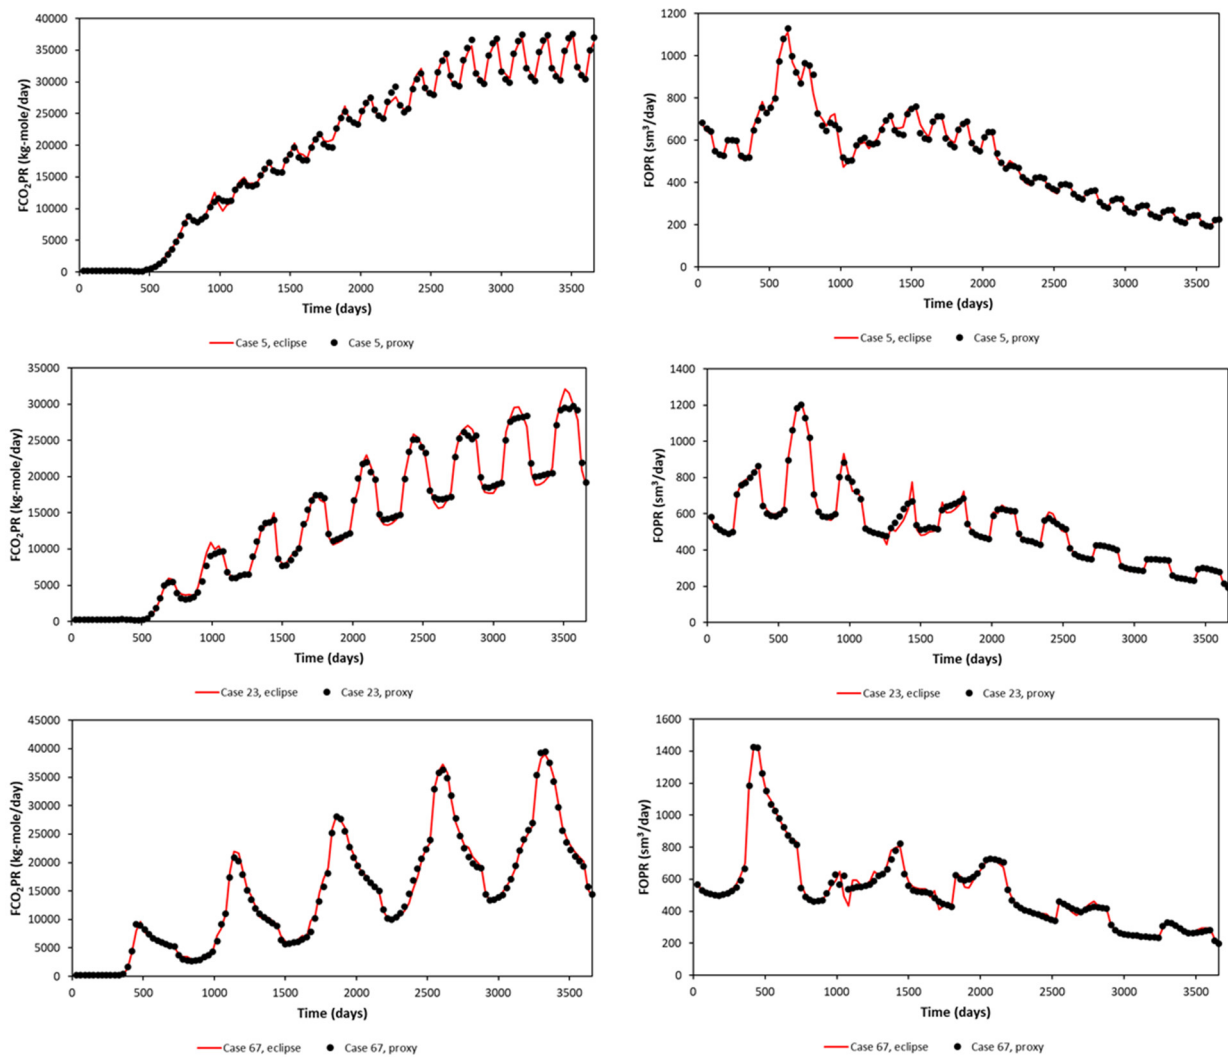 40000
35000
30000
25000
20000
15000
10000
5000
0
FCO₂PR (kg-mole/day)
0 500 1000 1500 2000 2500 3000 3500
Time (days)
Case 5, eclipse Case 5, proxy
1200
1000
800
600
400
200
0
FOPR (sm³/day)
0 500 1000 1500 2000 2500 3000 3500
Time (days)
Case 5, eclipse Case 5, proxy
35000
30000
25000
20000
15000
10000
5000
0
FCO₂PR (kg-mole/day)
0 500 1000 1500 2000 2500 3000 3500
Time (days)
Case 23, eclipse Case 23, proxy
1400
1200
1000
800
600
400
200
0
FOPR (sm³/day)
0 500 1000 1500 2000 2500 3000 3500
Time (days)
Case 23, eclipse Case 23, proxy
45000
40000
35000
30000
25000
20000
15000
10000
5000
0
FCO₂PR (kg-mole/day)
0 500 1000 1500 2000 2500 3000 3500
Time (days)
Case 67, eclipse Case 67, proxy
1600
1400
1200
1000
800
600
400
200
0
FOPR (sm³/day)
0 500 1000 1500 2000 2500 3000 3500
Time (days)
Case 67, eclipse Case 67, proxy